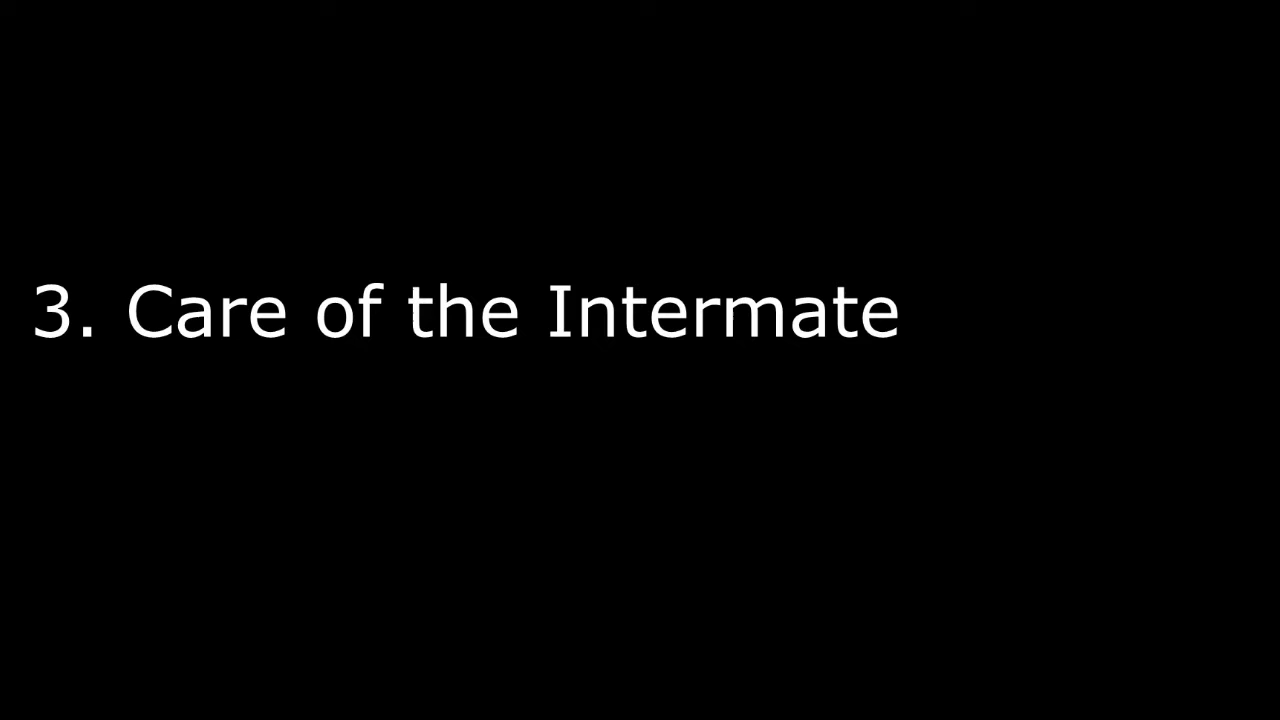 3. Care of the Intermate